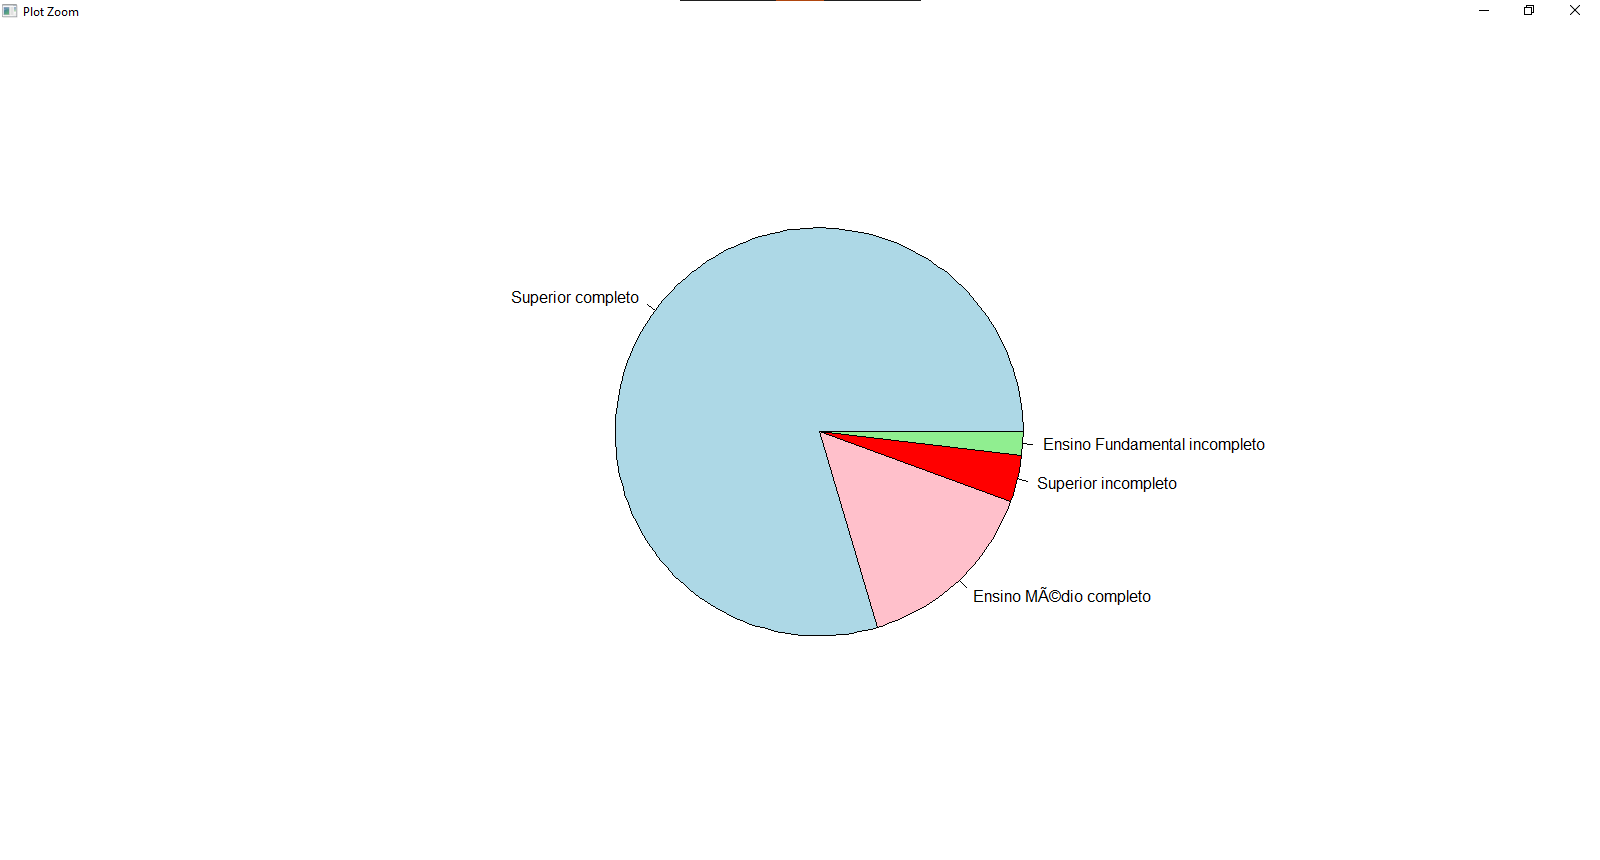 Plot Zoom
Superior completo
Ensino Fundamental incompleto
Superior incompleto
Ensino MÃ©dio completo